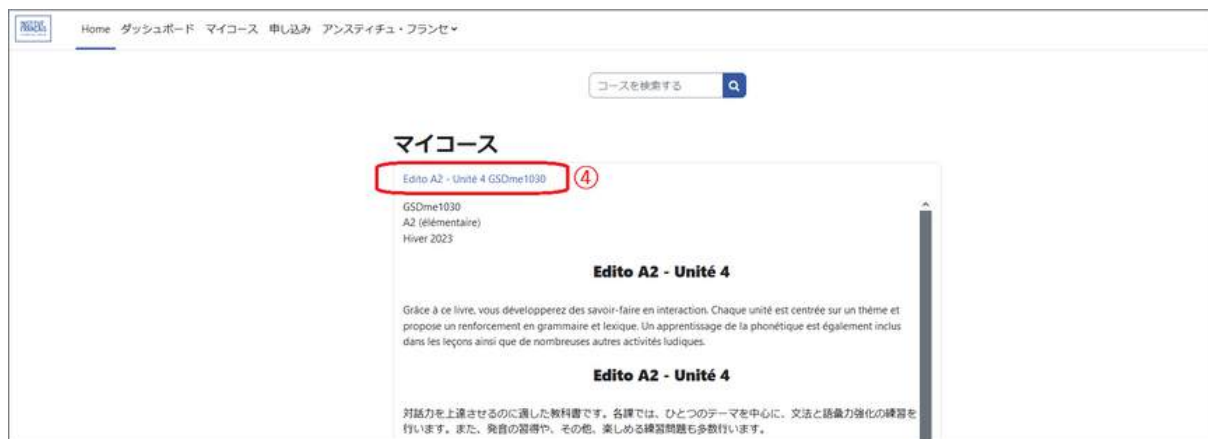 INSTITUT
FRANÇAIS
Home ダッシュボード マイコース 申し込み アンスティチュ・フランセ
コースを検索する
マイコース
Edito A2 - Unité 4 GSDme1030
④
GSDme1030
A2 (élémentaire)
Hiver 2023
Edito A2 - Unité 4
Grâce à ce livre, vous développerez des savoir-faire en interaction. Chaque unité est centrée sur un thème et
propose un renforcement en grammaire et lexique. Un apprentissage de la phonétique est également inclus
dans les leçons ainsi que de nombreuses autres activités ludiques.
Edito A2 - Unité 4
対話力を上達させるのに適した教科書です。各課では、ひとつのテーマを中心に、文法と語彙力強化の練習を
行います。また、発音の習得や、その他、楽しめる練習問題も多数行います。